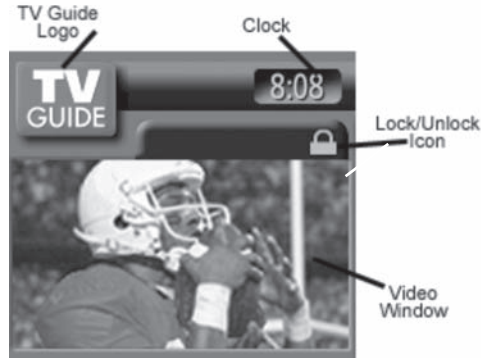 TV Guide
Logo
Clock
TV
GUIDE
8:08
Lock/Unlock
Icon
Video
Window